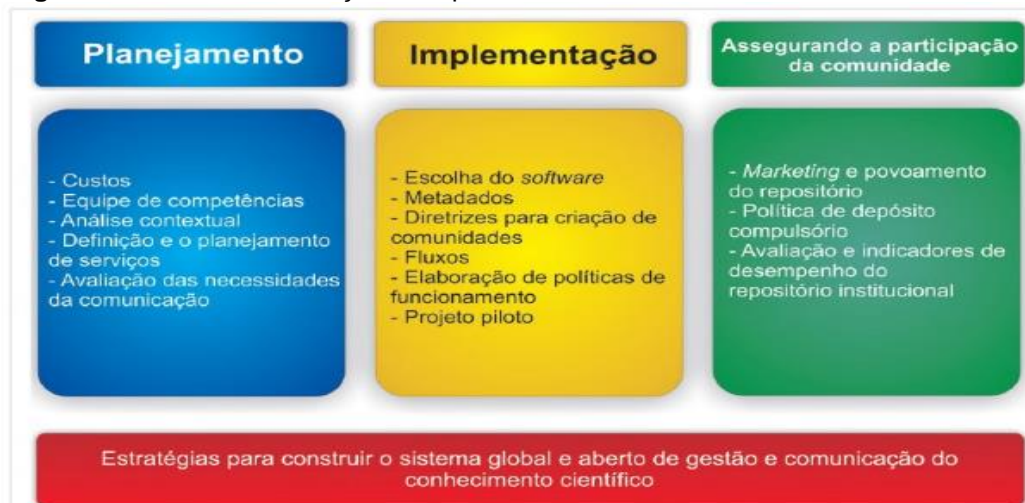 Planejamento
Implementação
Assegurando a participação
da comunidade
- Custos
- Equipe de competências
- Análise contextual
- Definição e o planejamento
de serviços
- Avaliação das necessidades
da comunicação
- Escolha do software
- Metadados
- Diretrizes para criação de
comunidades
- Fluxos
- Elaboração de políticas de
funcionamento
- Projeto piloto
- Marketing e povoamento
do repositório
- Política de depósito
compulsório
- Avaliação e indicadores de
desempenho do
repositório institucional
Estratégias para construir o sistema global e aberto de gestão e comunicação do
conhecimento científico